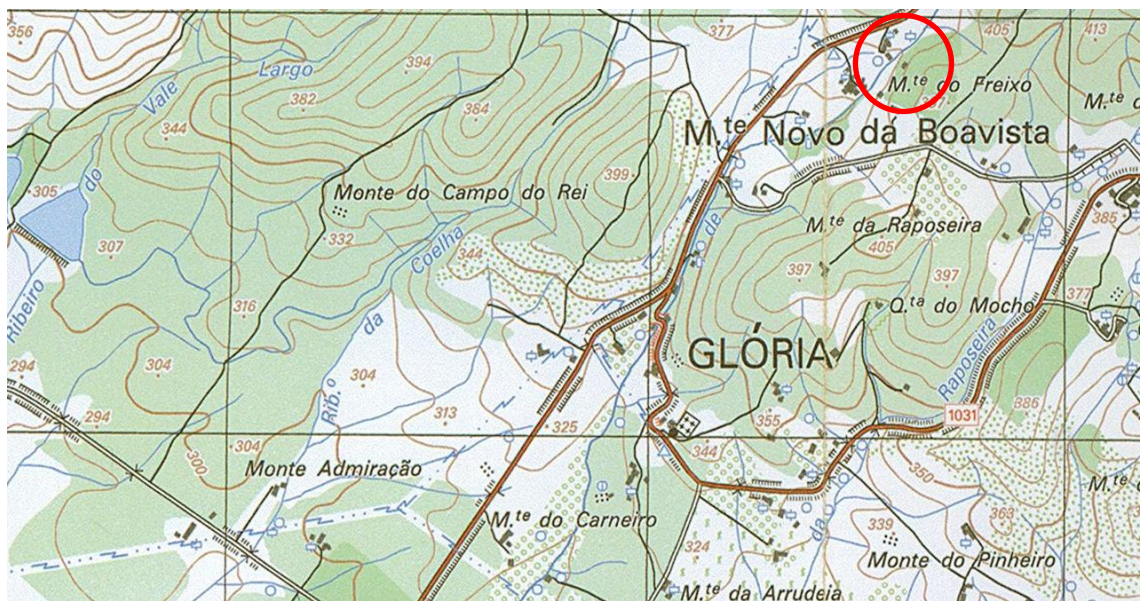 356
377
405
413
394
Largo
Vale
do
382
384
M.te do Freixo
M.te d
344
M.te Novo da Boavista
399
305
Monte do Campo do Rei
385
M.te da Raposeira
de
332
405
307
Coelha
344
397
397
377
316
Q.ta do Mocho
Ribeiro
da
GLÓRIA
Raposeira
294
304
304
Rib.o
386
294
313
1031
325
355
304
300
344
Monte Admiração
350
M.te d
M.te do Carneiro
da
339
363
324
Monte do Pinheiro
M.te da Arrudeia